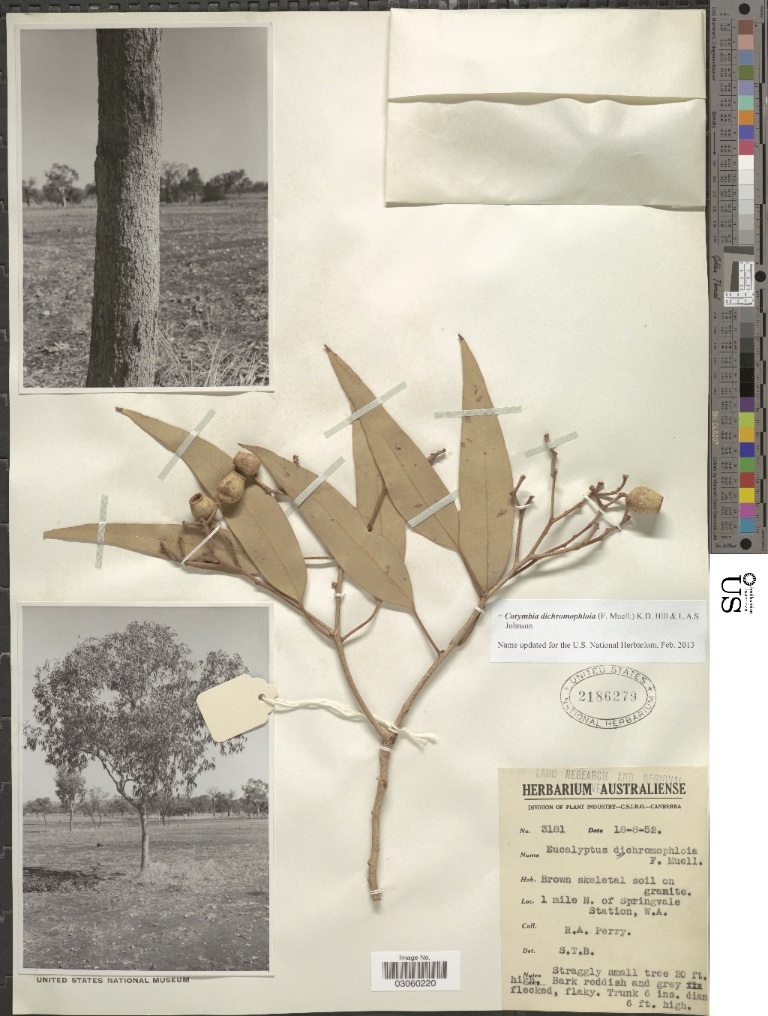 = Corymbia dichromophloia (F. Muell.) K.D. Hill & L.A.S.
Johnson
Name updated for the U.S. National Herbarium, Feb. 2013
UNITED STATES
2186279
NATIONAL HERBARIUM
LAND RESEARCH AND REGIONAL
HERBARIUM AUSTRALIENSE
DIVISION OF PLANT INDUSTRY—C.S.I.R.O.—CANBERRA
No. 3181 Date 18-8-52.
Name Eucalyptus dichromophloia
F. Muell.
Hab. Brown skeletal soil on
granite.
Loc. 1 mile N. of Springvale
Station, W.A.
Coll. R.A. Perry.
Det. S.T.B.
Notes Straggly small tree 20 ft.
high. Bark reddish and grey
flecked, flaky. Trunk 6 ins. diam
6 ft. high.
Image No.
03060220
UNITED STATES NATIONAL MUSEUM
US
Golden Thread